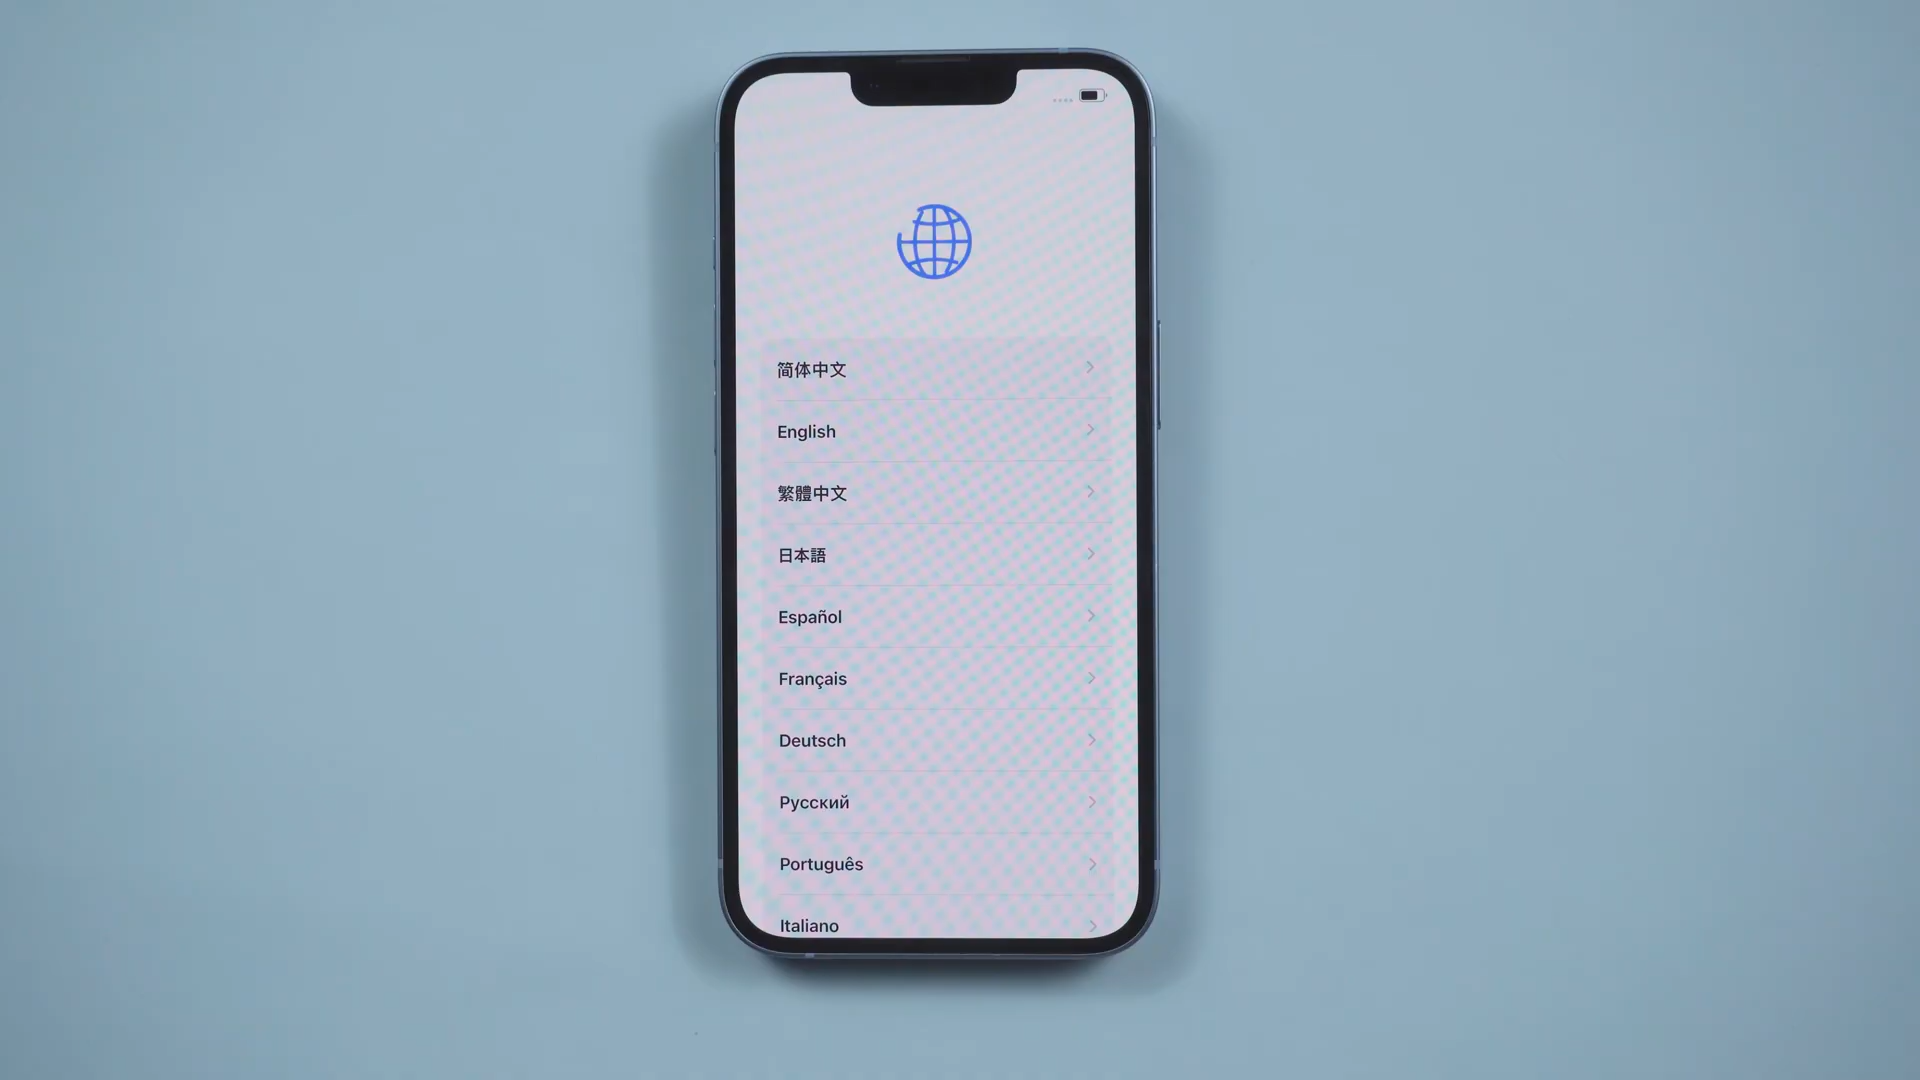 简体中文
English
繁體中文
日本語
Español
Français
Deutsch
Русский
Português
Italiano